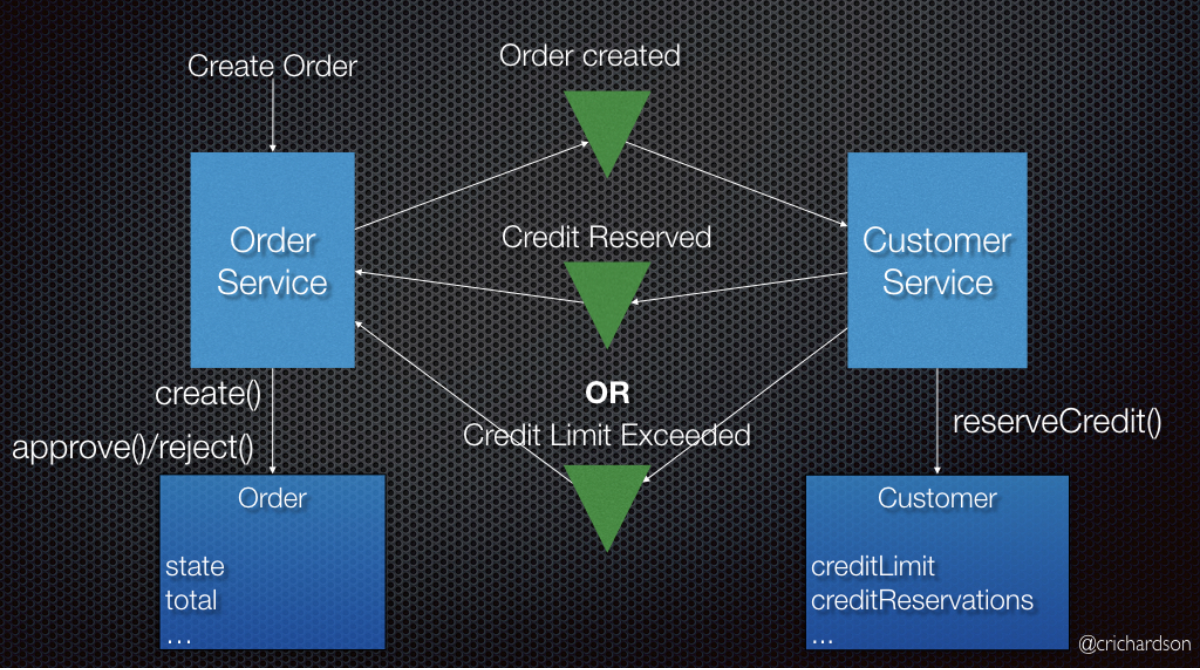 Create Order
Order created
Order
Service
Credit Reserved
Customer
Service
OR
Credit Limit Exceeded
create()
approve()/reject()
reserveCredit()
Order
state
total
...
Customer
creditLimit
creditReservations
...
@crichardson